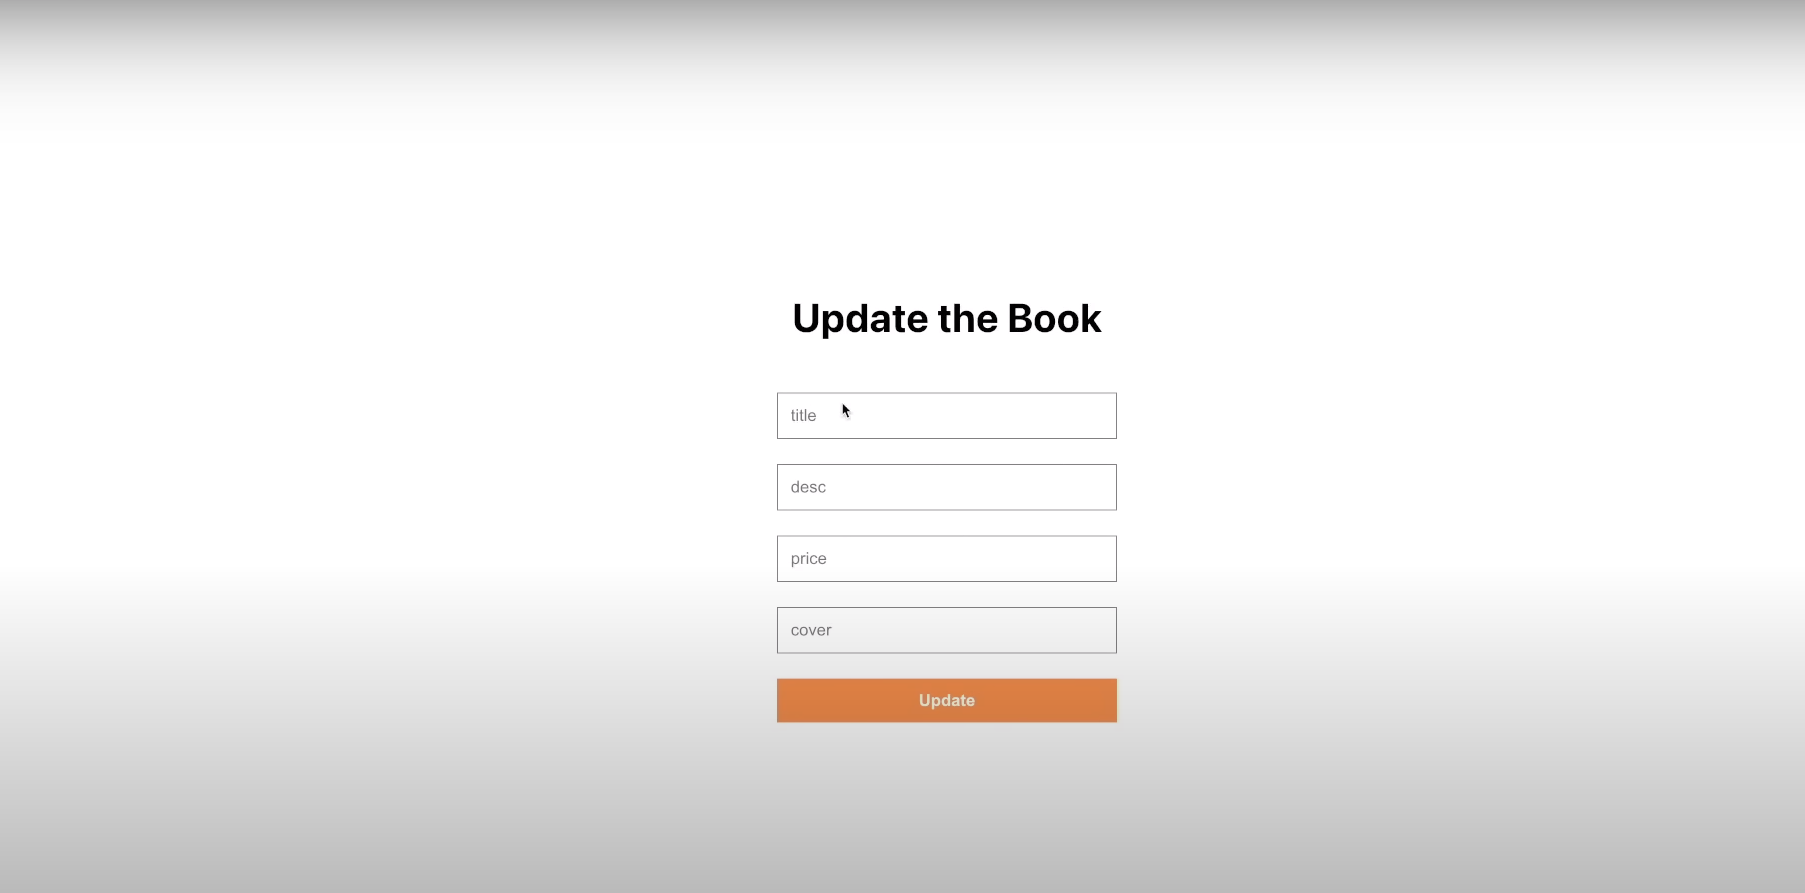 Update the Book
title
desc
price
cover
Update